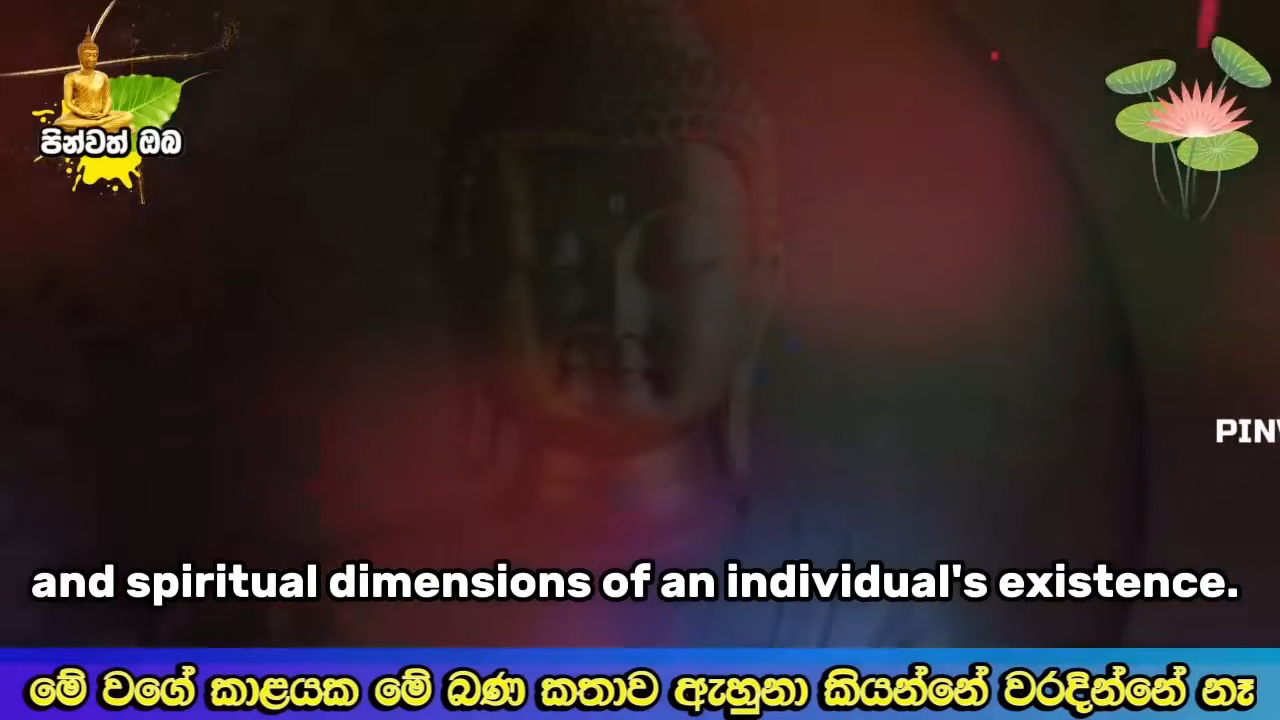 පින්වත් ඔබ
PINV
and spiritual dimensions of an individual's existence.
මේ වගේ කාළයක මේ බණ කතාව ඇහුනා කියන්නේ වරදින්නේ නෑ